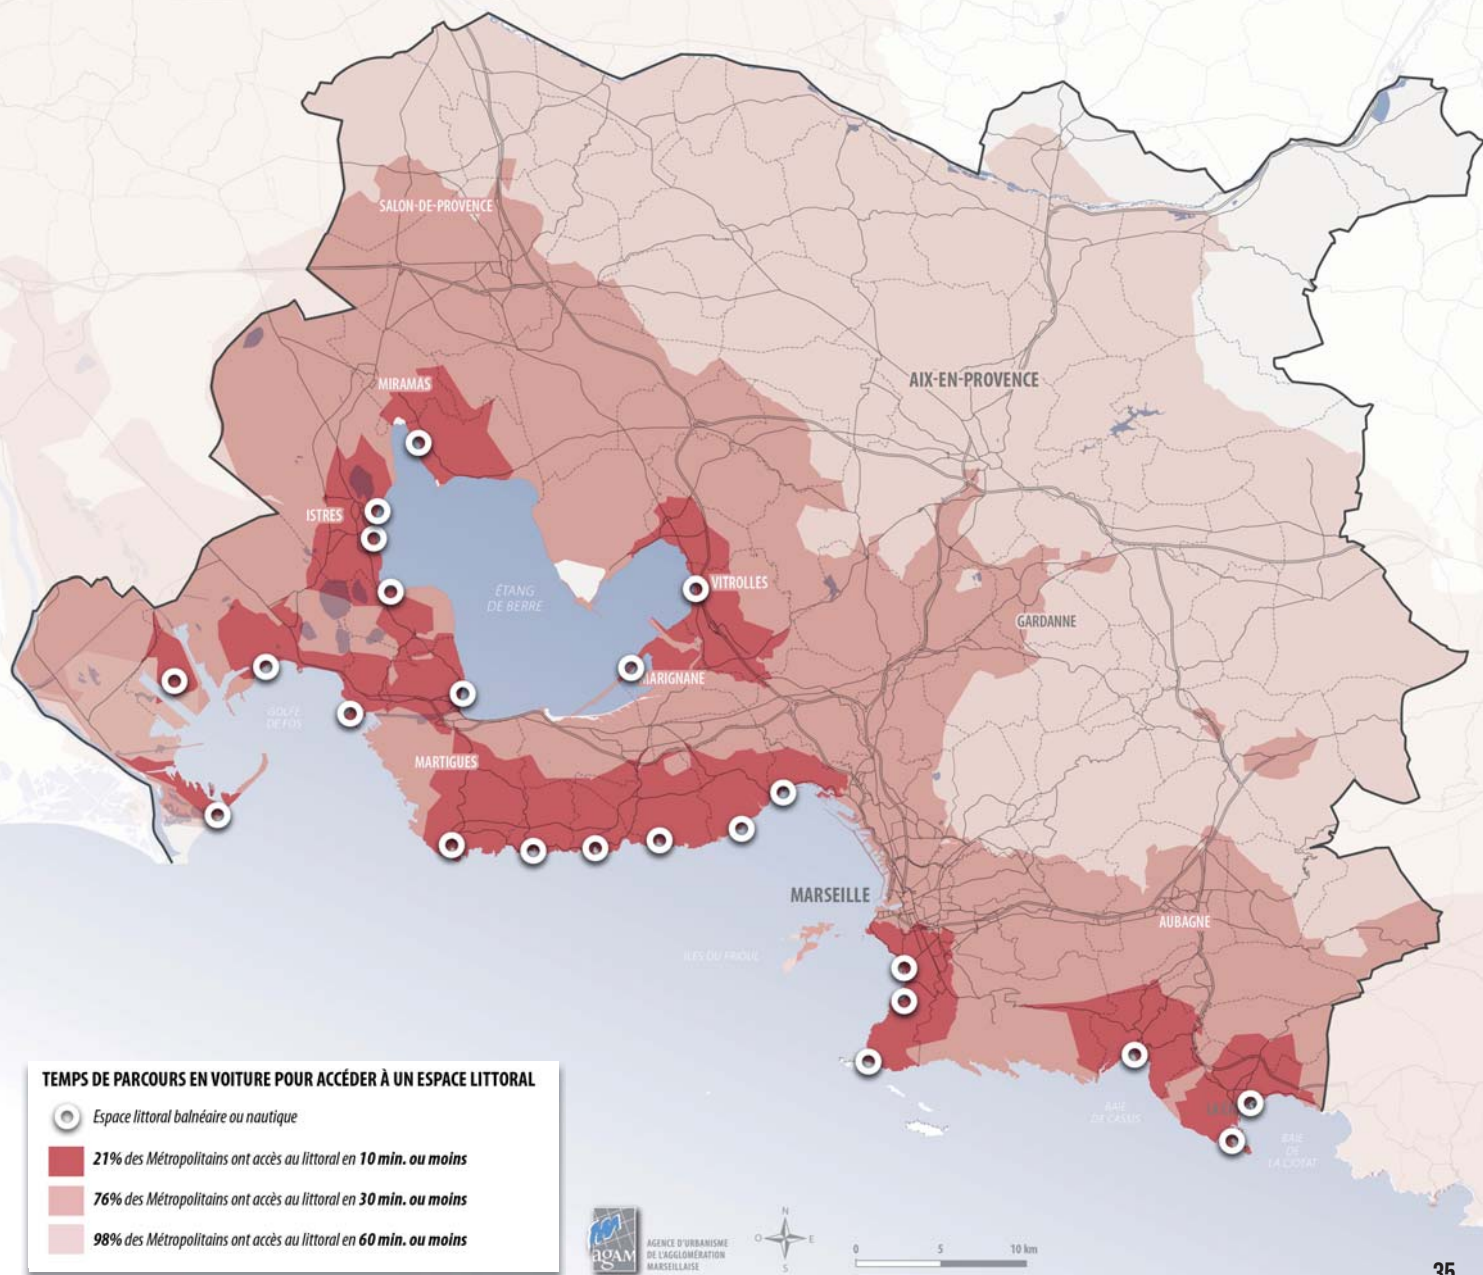 SALON-DE-PROVENCE
MIRAMAS
AIX-EN-PROVENCE
ISTRES
ÉTANG
DE BERRE
VITROLLES
GARDANNE
MARIGNANE
GOLFE
DE FOS
MARTIGUES
MARSEILLE
AUBAGNE
ILES DU FRIOUL
BAIE
DE CASSIS
BAIE
DE
LA CIOTAT
TEMPS DE PARCOURS EN VOITURE POUR ACCÉDER À UN ESPACE LITTORAL
Espace littoral balnéaire ou nautique
21% des Métropolitains ont accès au littoral en 10 min. ou moins
76% des Métropolitains ont accès au littoral en 30 min. ou moins
98% des Métropolitains ont accès au littoral en 60 min. ou moins
agAM
AGENCE D'URBANISME
DE L'AGGLOMÉRATION
MARSEILLAISE
N
O E
S
0 5 10 km
35